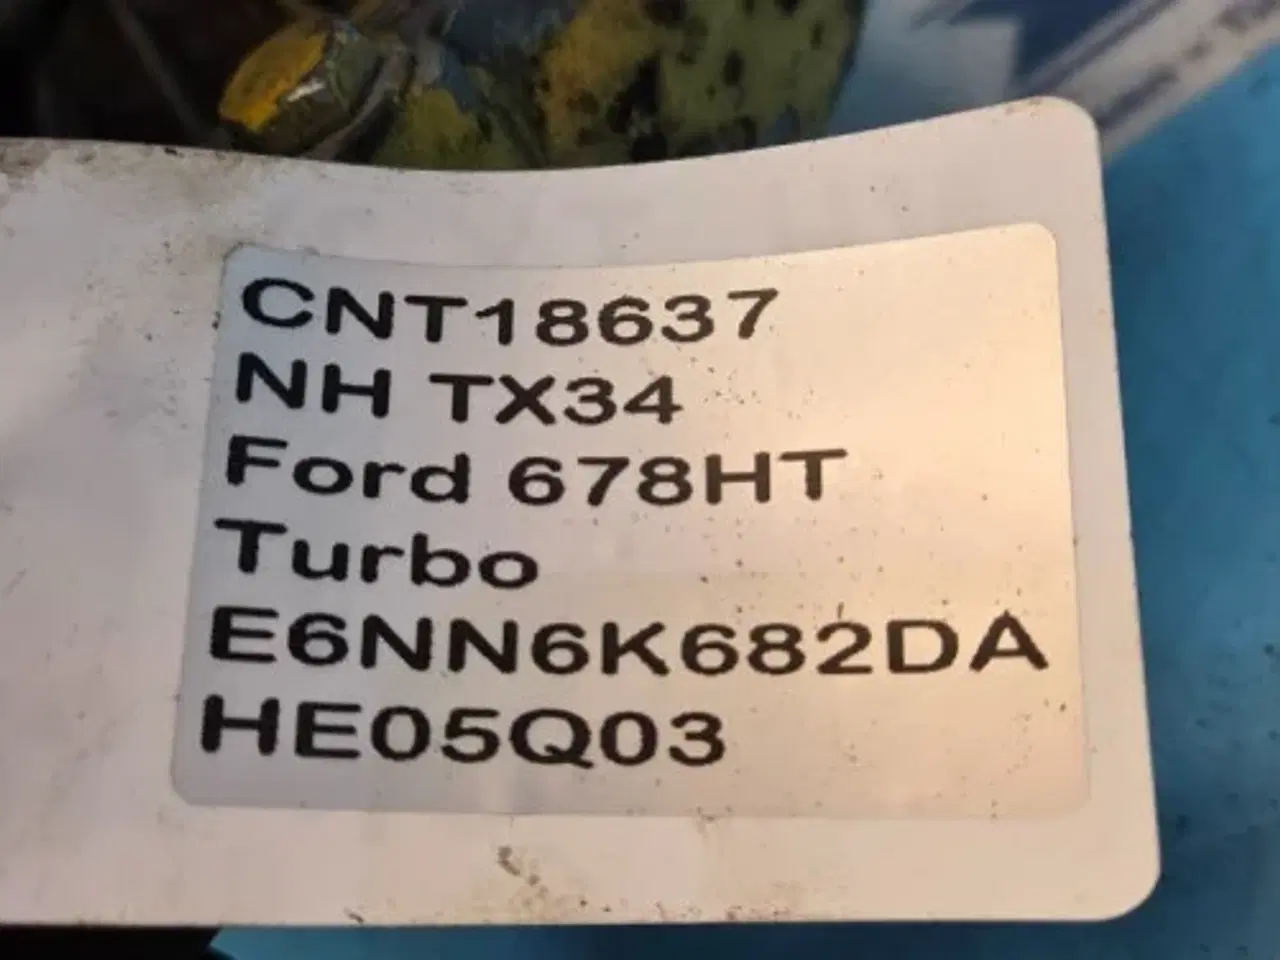 CNT18637
NH TX34
Ford 678HT
Turbo
E6NN6K682DA
HE05Q03